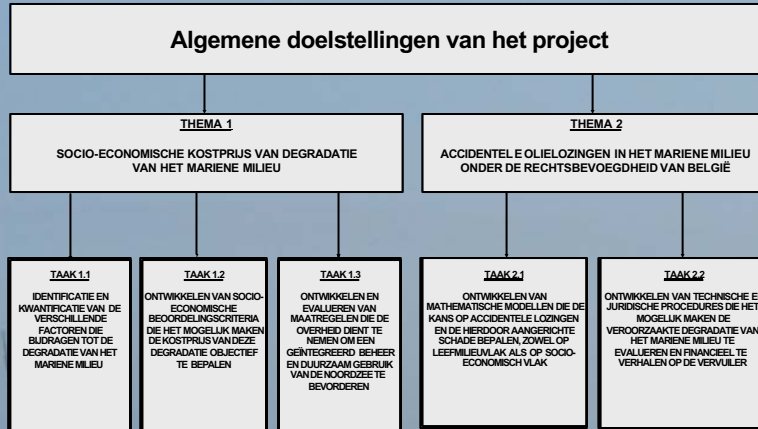 Algemene doelstellingen van het project
THEMA 1
SOCIO-ECONOMISCHE KOSTPRIJS VAN DEGRADATIE
VAN HET MARIENE MILIEU
THEMA 2
ACCIDENTELE OLIELOZINGEN IN HET MARIENE MILIEU
ONDER DE RECHTSBEVOEGDHEID VAN BELGIË
TAAK 1.1
IDENTIFICATIE EN
KWANTIFICATIE VAN DE
VERSCHILLENDE
FACTOREN DIE
BIJDRAGEN TOT DE
DEGRADATIE VAN HET
MARIENE MILIEU
TAAK 1.2
ONTWIKKELEN VAN SOCIO-
ECONOMISCHE
BEOORDELINGSCRITERIA
DIE HET MOGELIJK MAKEN
DE KOSTPRIJS VAN DEZE
DEGRADATIE OBJECTIEF
TE BEPALEN
TAAK 1.3
ONTWIKKELEN EN
EVALUEREN VAN
MAATREGELEN DIE DE
OVERHEID DIENT TE
NEMEN OM EEN
GEÏNTEGREERD BEHEER
EN DUURZAAM GEBRUIK
VAN DE NOORDZEE TE
BEVORDEREN
TAAK 2.1
ONTWIKKELEN VAN
MATHEMATISCHE MODELLEN DIE DE
KANS OP ACCIDENTELE LOZINGEN
EN DE HIERDOOR AANGERICHTE
SCHADE BEPALEN, ZOWEL OP
LEEFMILIEUVLAK ALS OP SOCIO-
ECONOMISCH VLAK
TAAK 2.2
ONTWIKKELEN VAN TECHNISCHE E
JURIDISCHE PROCEDURES DIE HET
MOGELIJK MAKEN DE
VEROORZAAKTE DEGRADATIE VAN
HET MARIENE MILIEU TE
EVALUEREN EN FINANCIEEL TE
VERHALEN OP DE VERVUILER